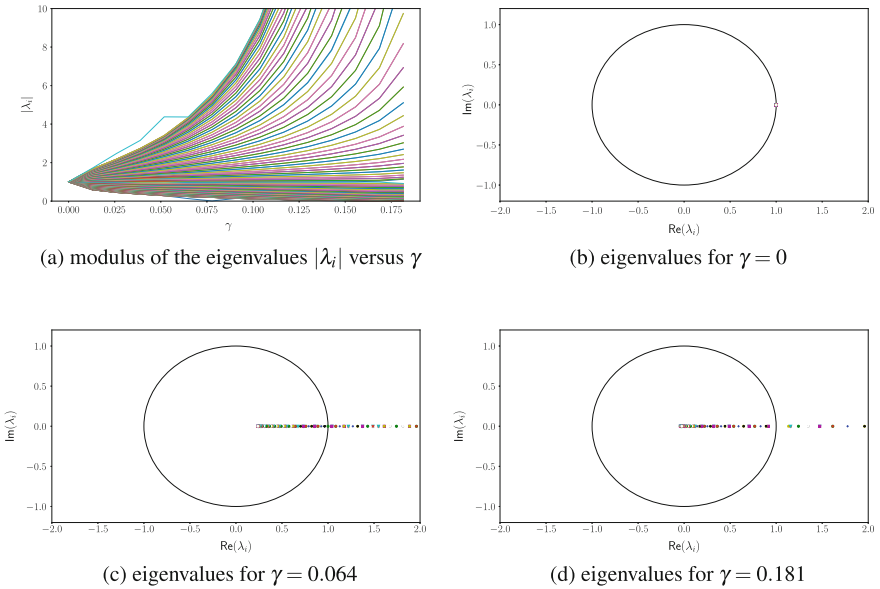 10
8
6
4
2
0
|λᵢ|
0.000 0.025 0.050 0.075 0.100 0.125 0.150 0.175
γ
(a) modulus of the eigenvalues |λᵢ| versus γ
1.0
0.5
0.0
−0.5
−1.0
Im(λᵢ)
−2.0 −1.5 −1.0 −0.5 0.0 0.5 1.0 1.5 2.0
Re(λᵢ)
(b) eigenvalues for γ = 0
1.0
0.5
0.0
−0.5
−1.0
Im(λᵢ)
−2.0 −1.5 −1.0 −0.5 0.0 0.5 1.0 1.5 2.0
Re(λᵢ)
(c) eigenvalues for γ = 0.064
1.0
0.5
0.0
−0.5
−1.0
Im(λᵢ)
−2.0 −1.5 −1.0 −0.5 0.0 0.5 1.0 1.5 2.0
Re(λᵢ)
(d) eigenvalues for γ = 0.181